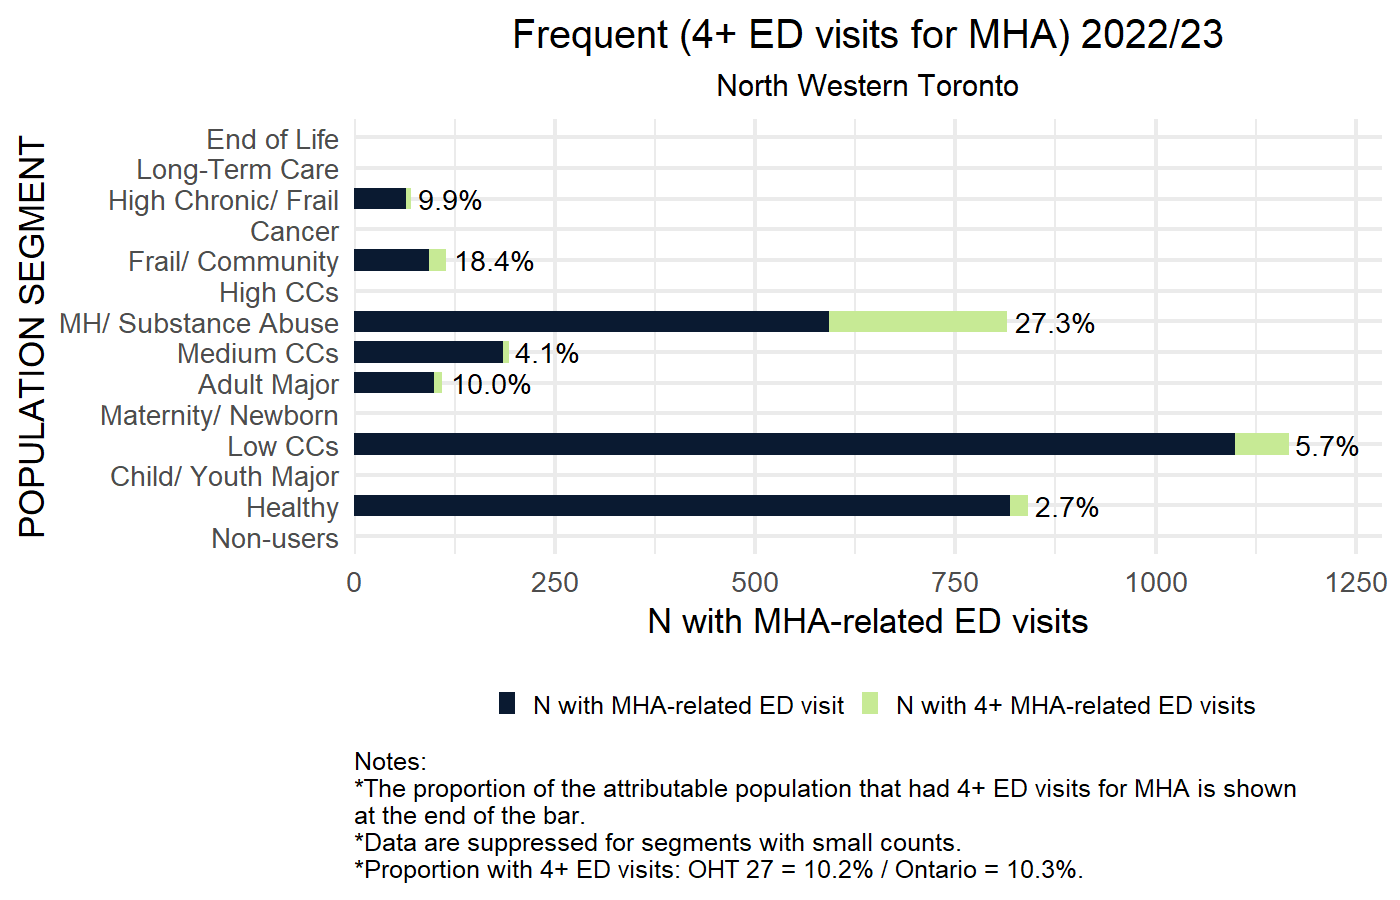 Frequent (4+ ED visits for MHA) 2022/23
North Western Toronto
POPULATION SEGMENT
End of Life
Long-Term Care
High Chronic/ Frail 9.9%
Cancer
Frail/ Community 18.4%
High CCs
MH/ Substance Abuse 27.3%
Medium CCs 4.1%
Adult Major 10.0%
Maternity/ Newborn
Low CCs 5.7%
Child/ Youth Major
Healthy 2.7%
Non-users
0 250 500 750 1000 1250
N with MHA-related ED visits
N with MHA-related ED visit N with 4+ MHA-related ED visits
Notes:
*The proportion of the attributable population that had 4+ ED visits for MHA is shown
at the end of the bar.
*Data are suppressed for segments with small counts.
*Proportion with 4+ ED visits: OHT 27 = 10.2% / Ontario = 10.3%.